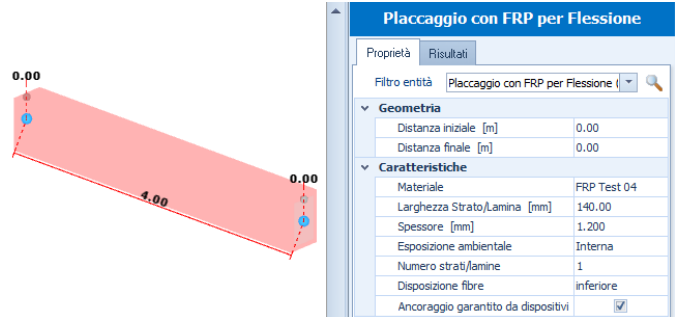 0.00
0.00
4.00
Placcaggio con FRP per Flessione
Proprietà Risultati
Filtro entità Placcaggio con FRP per Flessione (
Geometria
Distanza iniziale [m] 0.00
Distanza finale [m] 0.00
Caratteristiche
Materiale FRP Test 04
Larghezza Strato/Lamina [mm] 140.00
Spessore [mm] 1.200
Esposizione ambientale Interna
Numero strati/lamine 1
Disposizione fibre inferiore
Ancoraggio garantito da dispositivi